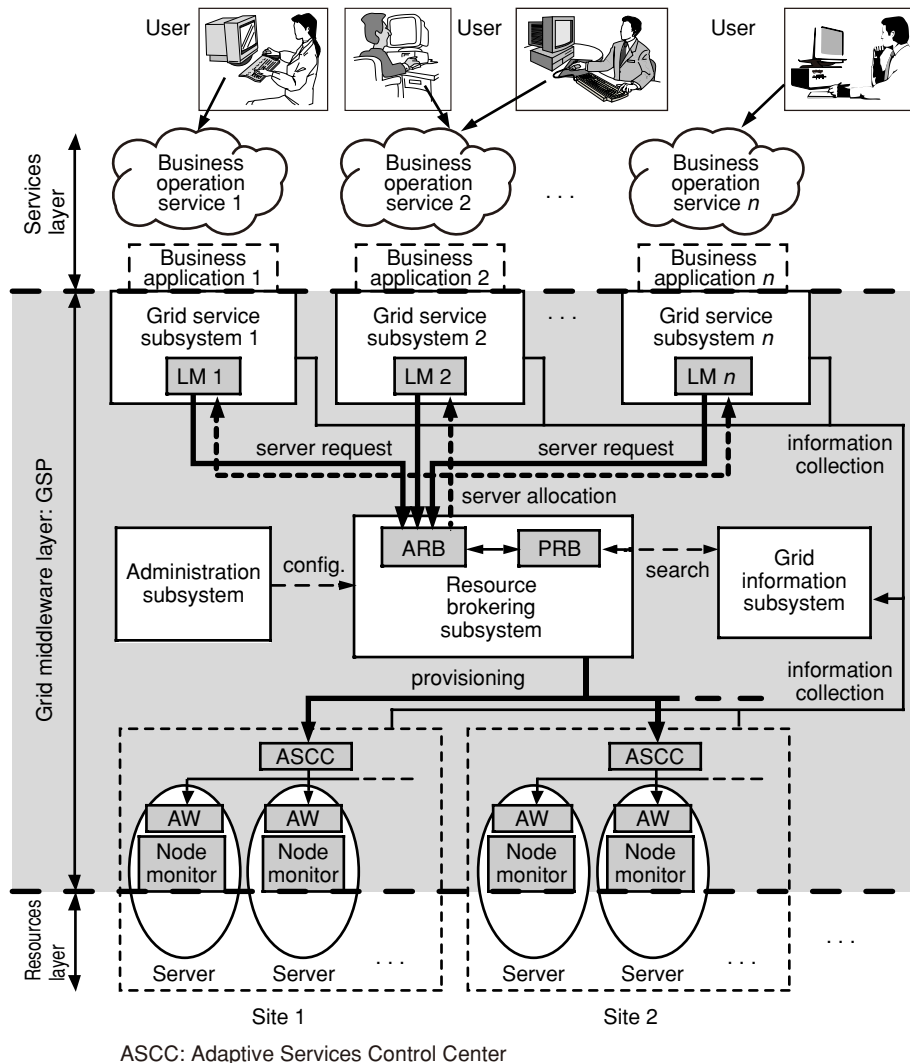 User
User
User
Services
layer
Business
operation
service 1
Business
operation
service 2
. . .
Business
operation
service n
Business
application 1
Business
application 2
Business
application n
Grid middleware layer: GSP
Grid service
subsystem 1
LM 1
Grid service
subsystem 2
LM 2
. . .
Grid service
subsystem n
LM n
server request
server request
information
collection
server allocation
Administration
subsystem
config.
ARB
PRB
Resource
brokering
subsystem
search
Grid
information
subsystem
provisioning
information
collection
ASCC
ASCC
AW
AW
AW
AW
Node
monitor
Node
monitor
Node
monitor
Node
monitor
Resources
layer
Server
Server
. . .
Server
Server
. . .
. . .
Site 1
Site 2
ASCC: Adaptive Services Control Center